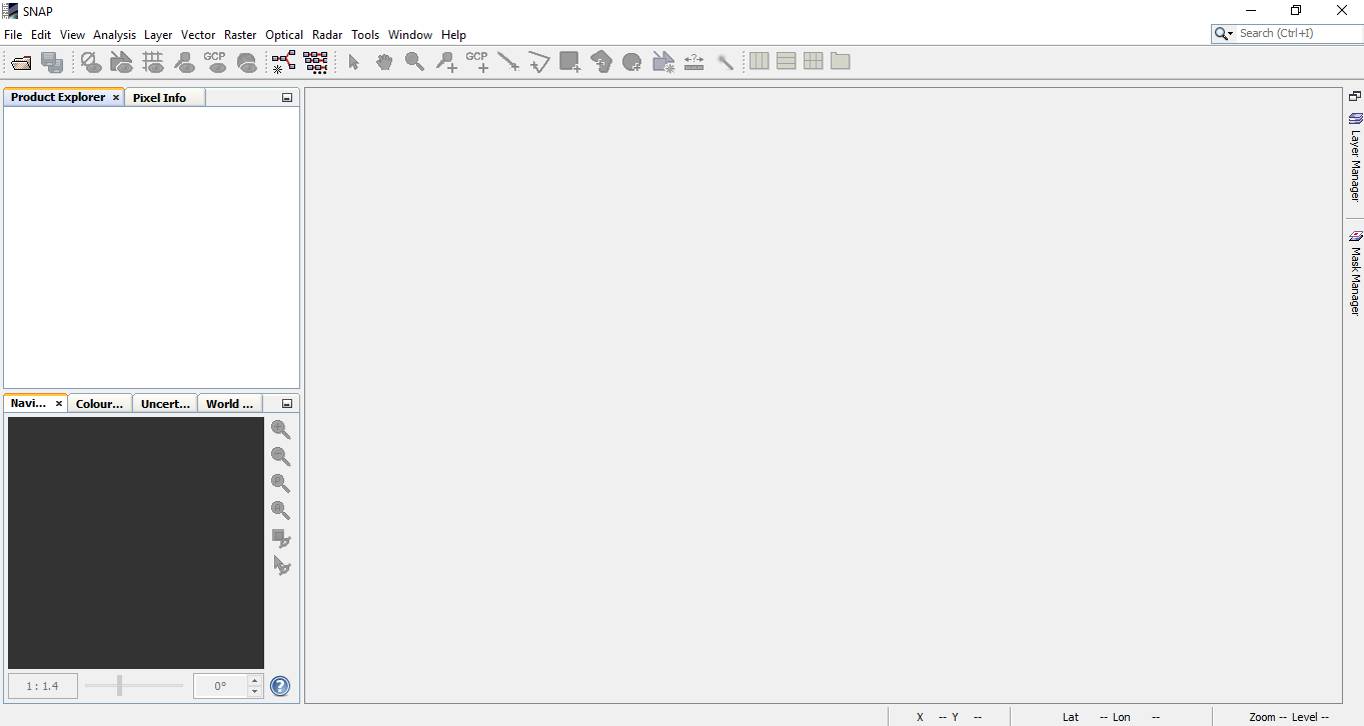 SNAP
File Edit View Analysis Layer Vector Raster Optical Radar Tools Window Help
Search (Ctrl+I)
GCP GCP
Product Explorer × Pixel Info
Layer Manager
Mask Manager
Navi... × Colour... Uncert... World ...
1 : 1.4 0° ?
X -- Y -- Lat -- Lon -- Zoom -- Level --